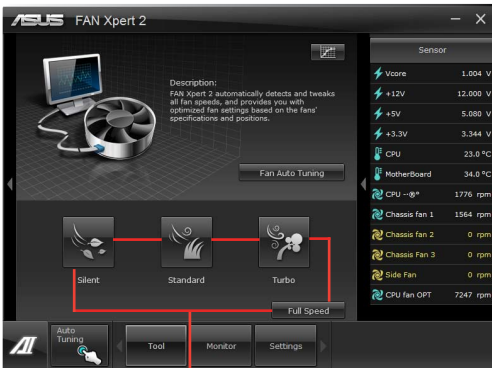 ASUS FAN Xpert 2
Description:
FAN Xpert 2 automatically detects and tweaks
all fan speeds, and provides you with
optimized fan settings based on the fans'
specifications and positions.
Fan Auto Tuning
Silent
Standard
Turbo
Full Speed
Sensor
Vcore 1.004 V
+12V 12.000 V
+5V 5.080 V
+3.3V 3.344 V
CPU 23.0 °C
MotherBoard 34.0 °C
CPU --®" 1776 rpm
Chassis fan 1 1564 rpm
Chassis fan 2 0 rpm
Chassis Fan 3 0 rpm
Side Fan 0 rpm
CPU fan OPT 7247 rpm
Auto
Tuning
Tool
Monitor
Settings